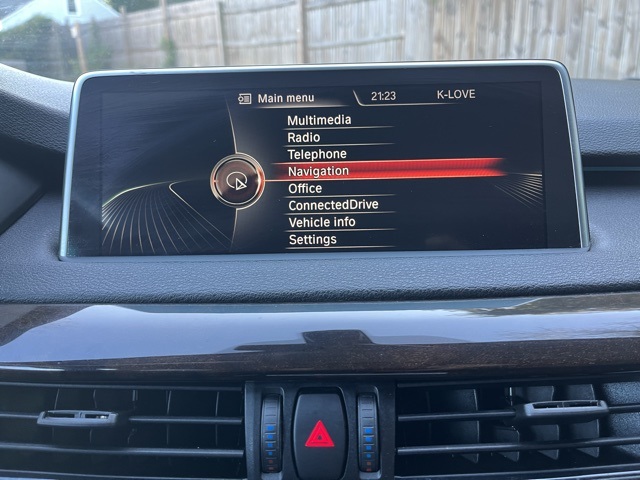 Main menu 21:23 K-LOVE
Multimedia
Radio
Telephone
Navigation
Office
ConnectedDrive
Vehicle info
Settings